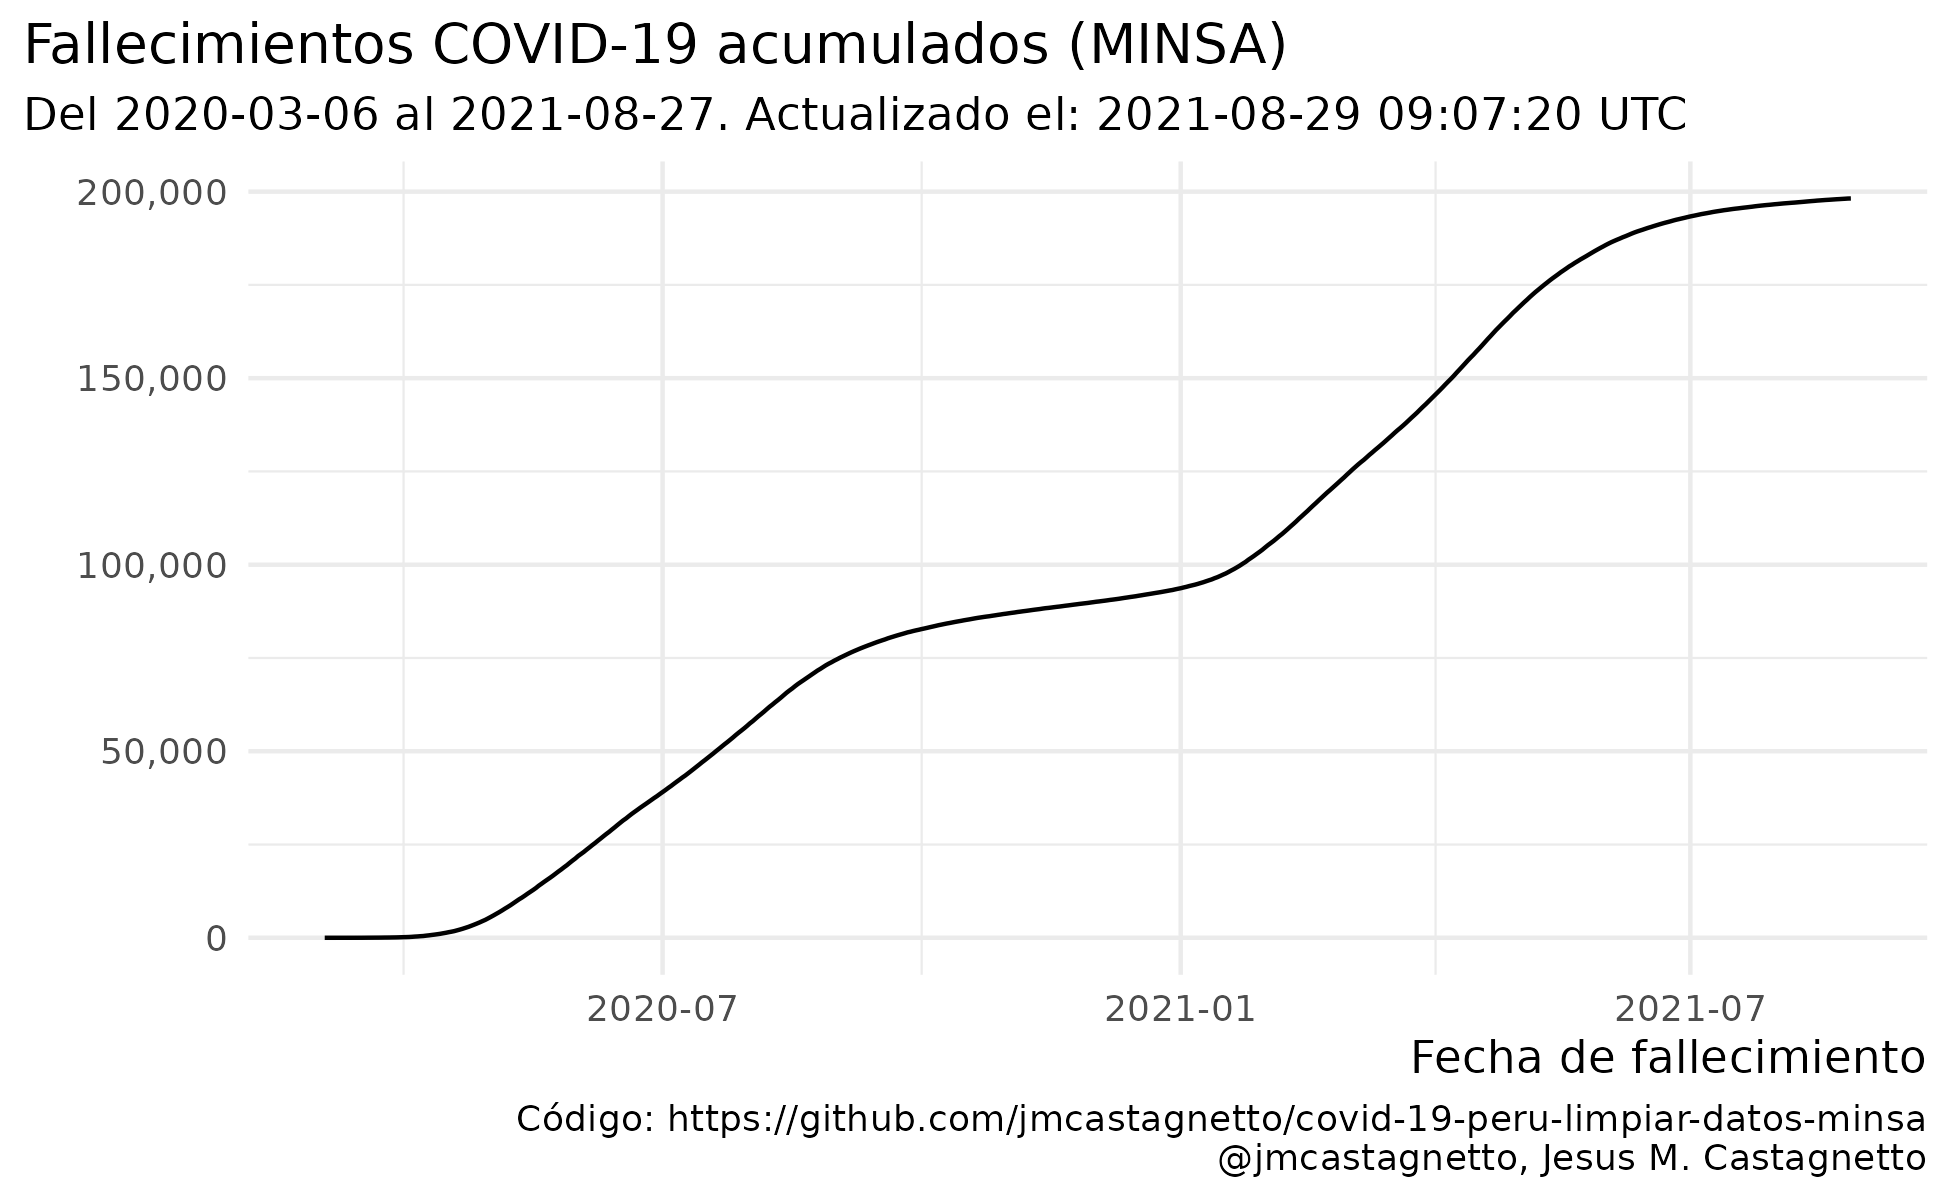 Fallecimientos COVID-19 acumulados (MINSA)
Del 2020-03-06 al 2021-08-27. Actualizado el: 2021-08-29 09:07:20 UTC
200,000
150,000
100,000
50,000
0
2020-07
2021-01
2021-07
Fecha de fallecimiento
Código: https://github.com/jmcastagnetto/covid-19-peru-limpiar-datos-minsa
@jmcastagnetto, Jesus M. Castagnetto